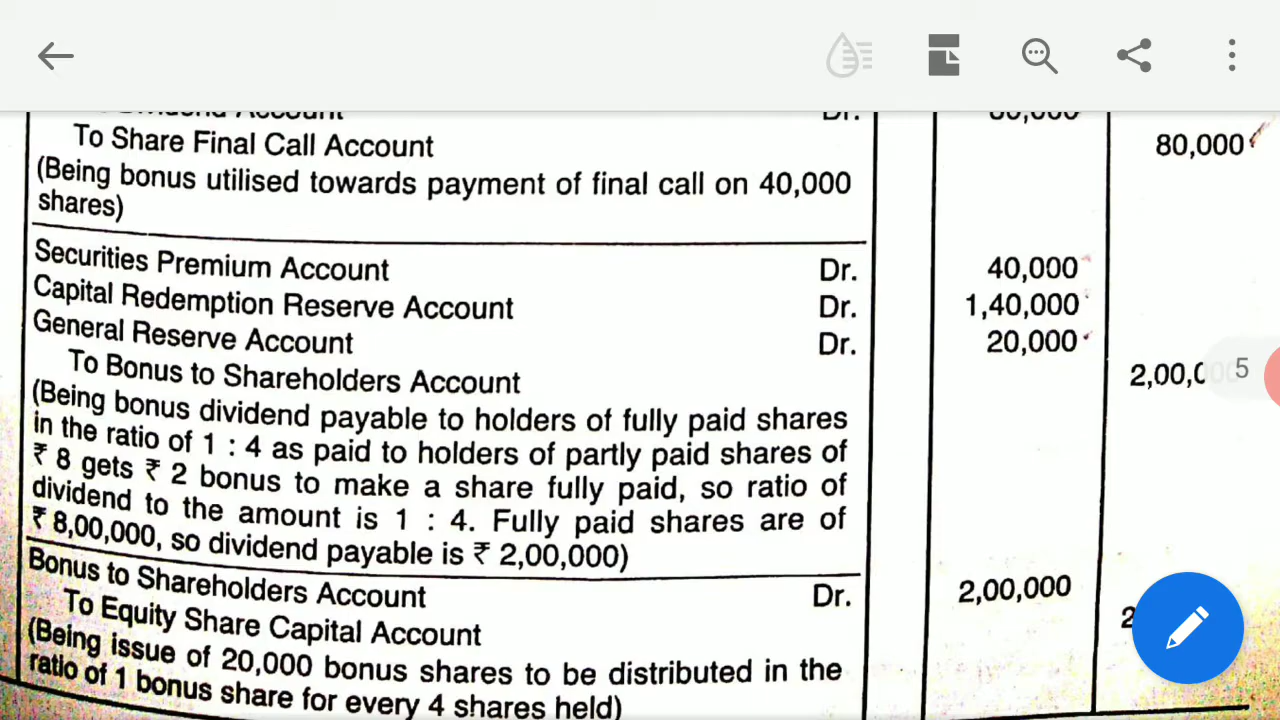 Account Dr.
To Share Final Call Account 80,000
(Being bonus utilised towards payment of final call on 40,000
shares)
Securities Premium Account Dr. 40,000
Capital Redemption Reserve Account Dr. 1,40,000
General Reserve Account Dr. 20,000
To Bonus to Shareholders Account 2,00,000
(Being bonus dividend payable to holders of fully paid shares
in the ratio of 1 : 4 as paid to holders of partly paid shares of
₹ 8 gets ₹ 2 bonus to make a share fully paid, so ratio of
dividend to the amount is 1 : 4. Fully paid shares are of
₹ 8,00,000, so dividend payable is ₹ 2,00,000)
Bonus to Shareholders Account Dr. 2,00,000
To Equity Share Capital Account 2
(Being issue of 20,000 bonus shares to be distributed in the
ratio of 1 bonus share for every 4 shares held)
5